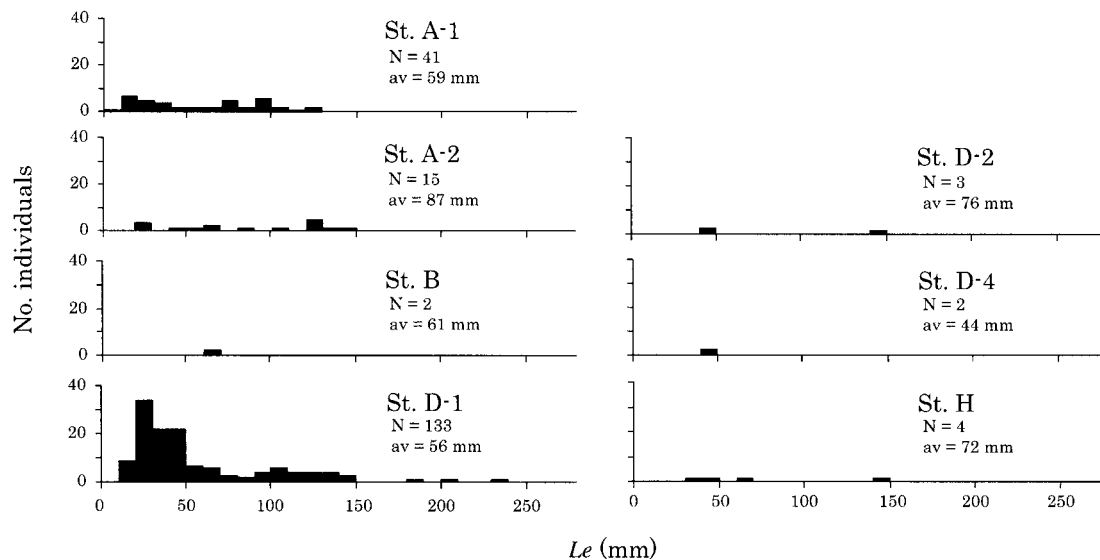 No. individuals
40
20
0
St. A-1
N = 41
av = 59 mm
40
20
0
St. A-2
N = 15
av = 87 mm
40
20
0
St. B
N = 2
av = 61 mm
40
20
0
St. D-1
N = 133
av = 56 mm
0 50 100 150 200 250
St. D-2
N = 3
av = 76 mm
0
St. D-4
N = 2
av = 44 mm
St. H
N = 4
av = 72 mm
0 50 100 150 200 250
Le (mm)